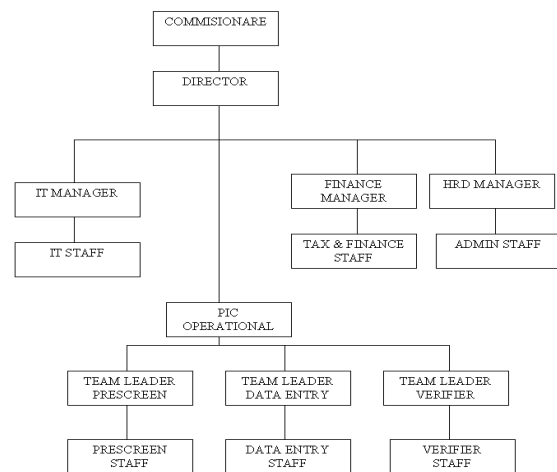 COMMISIONARE
DIRECTOR
IT MANAGER
FINANCE
MANAGER
HRD MANAGER
IT STAFF
TAX & FINANCE
STAFF
ADMIN STAFF
PIC
OPERATIONAL
TEAM LEADER
PRESCREEN
TEAM LEADER
DATA ENTRY
TEAM LEADER
VERIFIER
PRESCREEN
STAFF
DATA ENTRY
STAFF
VERIFIER
STAFF